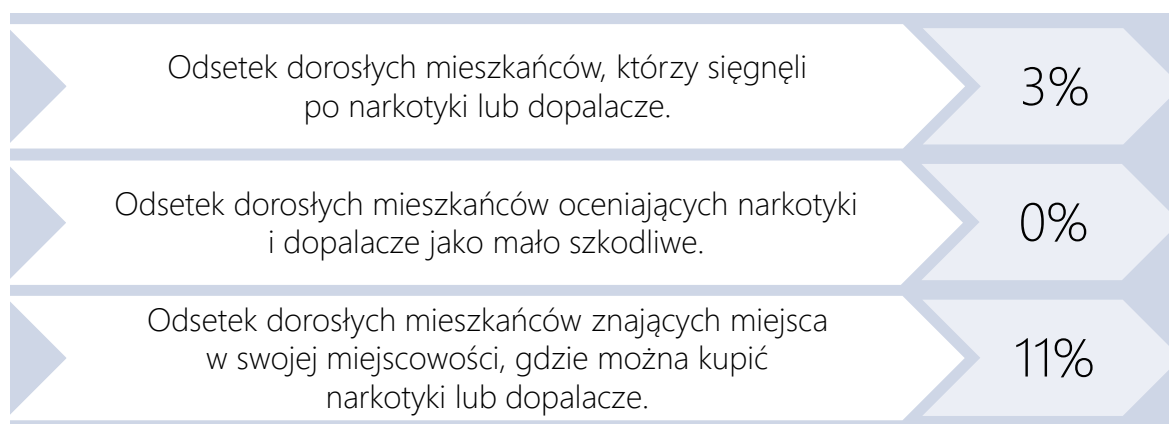 Odsetek dorosłych mieszkańców, którzy sięgnęli
po narkotyki lub dopalacze.
3%
Odsetek dorosłych mieszkańców oceniających narkotyki
i dopalacze jako mało szkodliwe.
0%
Odsetek dorosłych mieszkańców znających miejsca
w swojej miejscowości, gdzie można kupić
narkotyki lub dopalacze.
11%